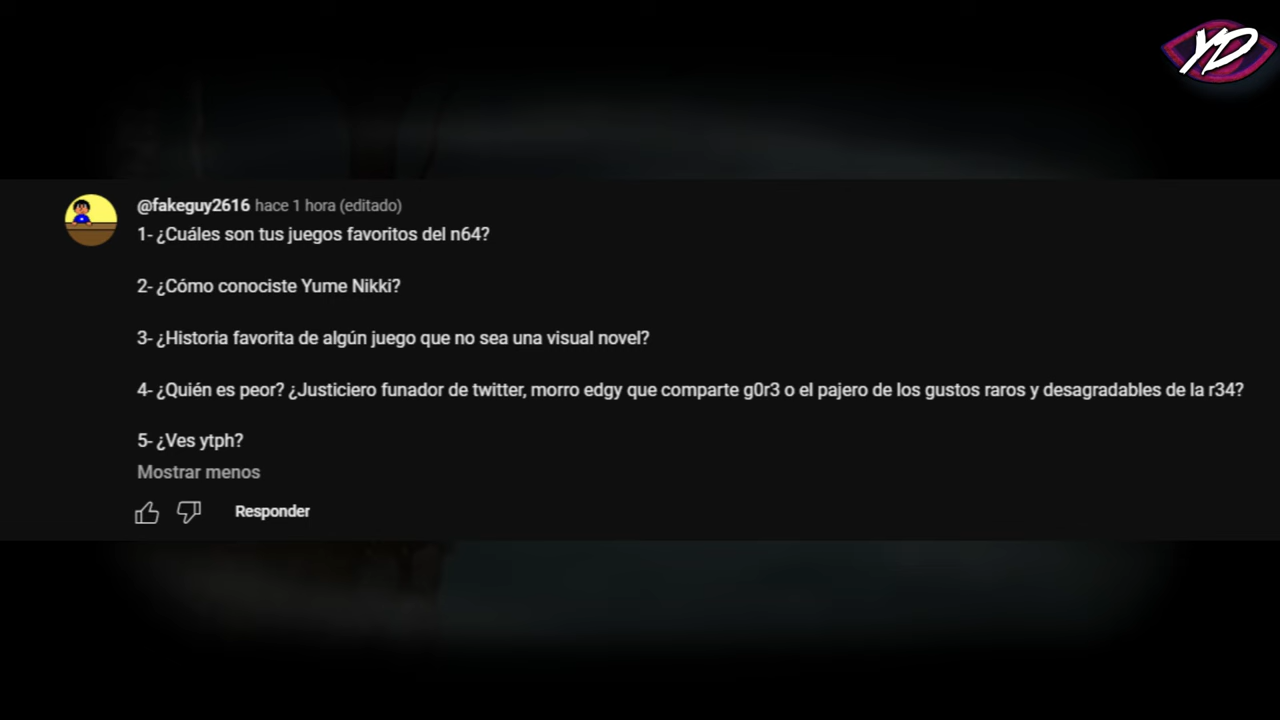 YD
@fakeguy2616 hace 1 hora (editado)
1- ¿Cuáles son tus juegos favoritos del n64?
2- ¿Cómo conociste Yume Nikki?
3- ¿Historia favorita de algún juego que no sea una visual novel?
4- ¿Quién es peor? ¿Justiciero funador de twitter, morro edgy que comparte g0r3 o el pajero de los gustos raros y desagradables de la r34?
5- ¿Ves ytph?
Mostrar menos
Responder